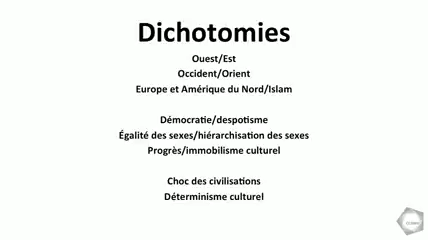 Dichotomies
Ouest/Est
Occident/Orient
Europe et Amérique du Nord/Islam
Démocratie/despotisme
Égalité des sexes/hiérarchisation des sexes
Progrès/immobilisme culturel
Choc des civilisations
Déterminisme culturel